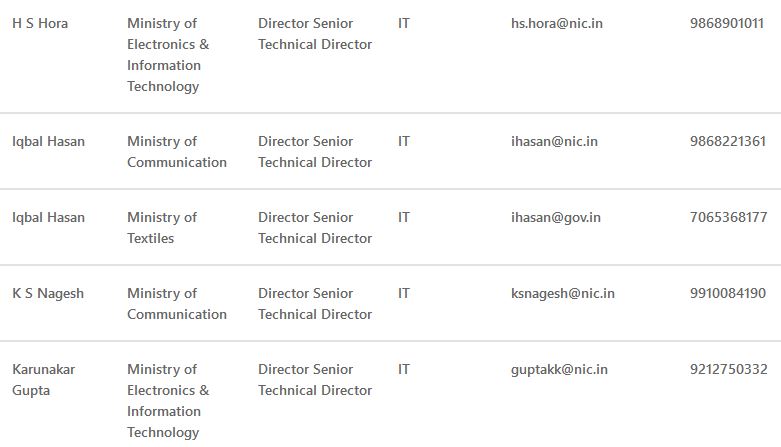 H S Hora Ministry of Director Senior IT hs.hora@nic.in 9868901011
Electronics & Technical Director
Information
Technology
Iqbal Hasan Ministry of Director Senior IT ihasan@nic.in 9868221361
Communication Technical Director
Iqbal Hasan Ministry of Director Senior IT ihasan@gov.in 7065368177
Textiles Technical Director
K S Nagesh Ministry of Director Senior IT ksnagesh@nic.in 9910084190
Communication Technical Director
Karunakar Ministry of Director Senior IT guptakk@nic.in 9212750332
Gupta Electronics & Technical Director
Information
Technology